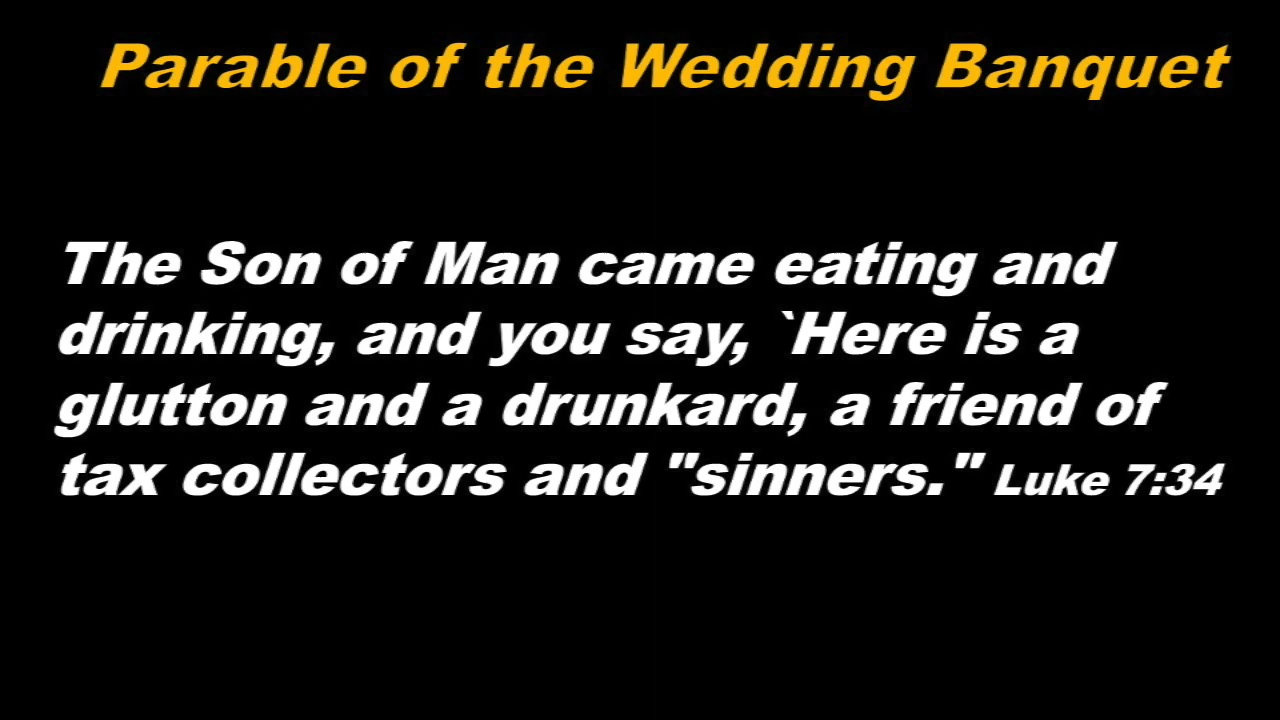 Parable of the Wedding Banquet
The Son of Man came eating and
drinking, and you say, `Here is a
glutton and a drunkard, a friend of
tax collectors and "sinners." Luke 7:34